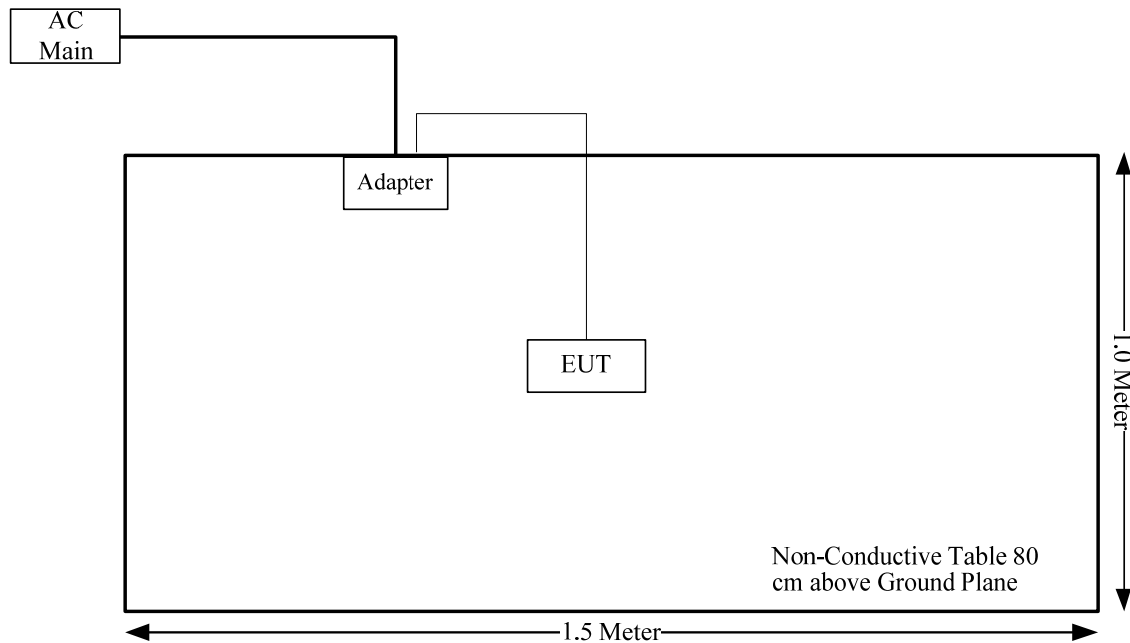 AC
Main
Adapter
EUT
1.0 Meter
Non-Conductive Table 80
cm above Ground Plane
1.5 Meter